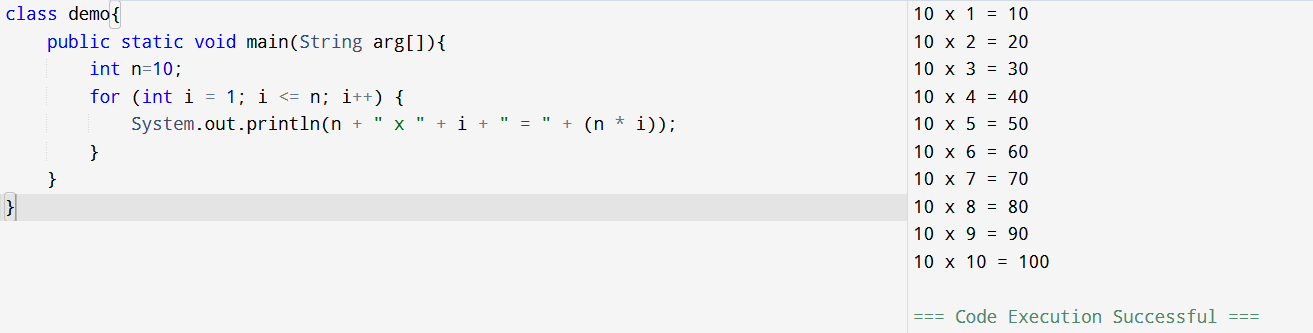 class demo{
    public static void main(String arg[]){
        int n=10;
        for (int i = 1; i <= n; i++) {
            System.out.println(n + " x " + i + " = " + (n * i));
        }
    }
}
10 x 1 = 10
10 x 2 = 20
10 x 3 = 30
10 x 4 = 40
10 x 5 = 50
10 x 6 = 60
10 x 7 = 70
10 x 8 = 80
10 x 9 = 90
10 x 10 = 100
=== Code Execution Successful ===